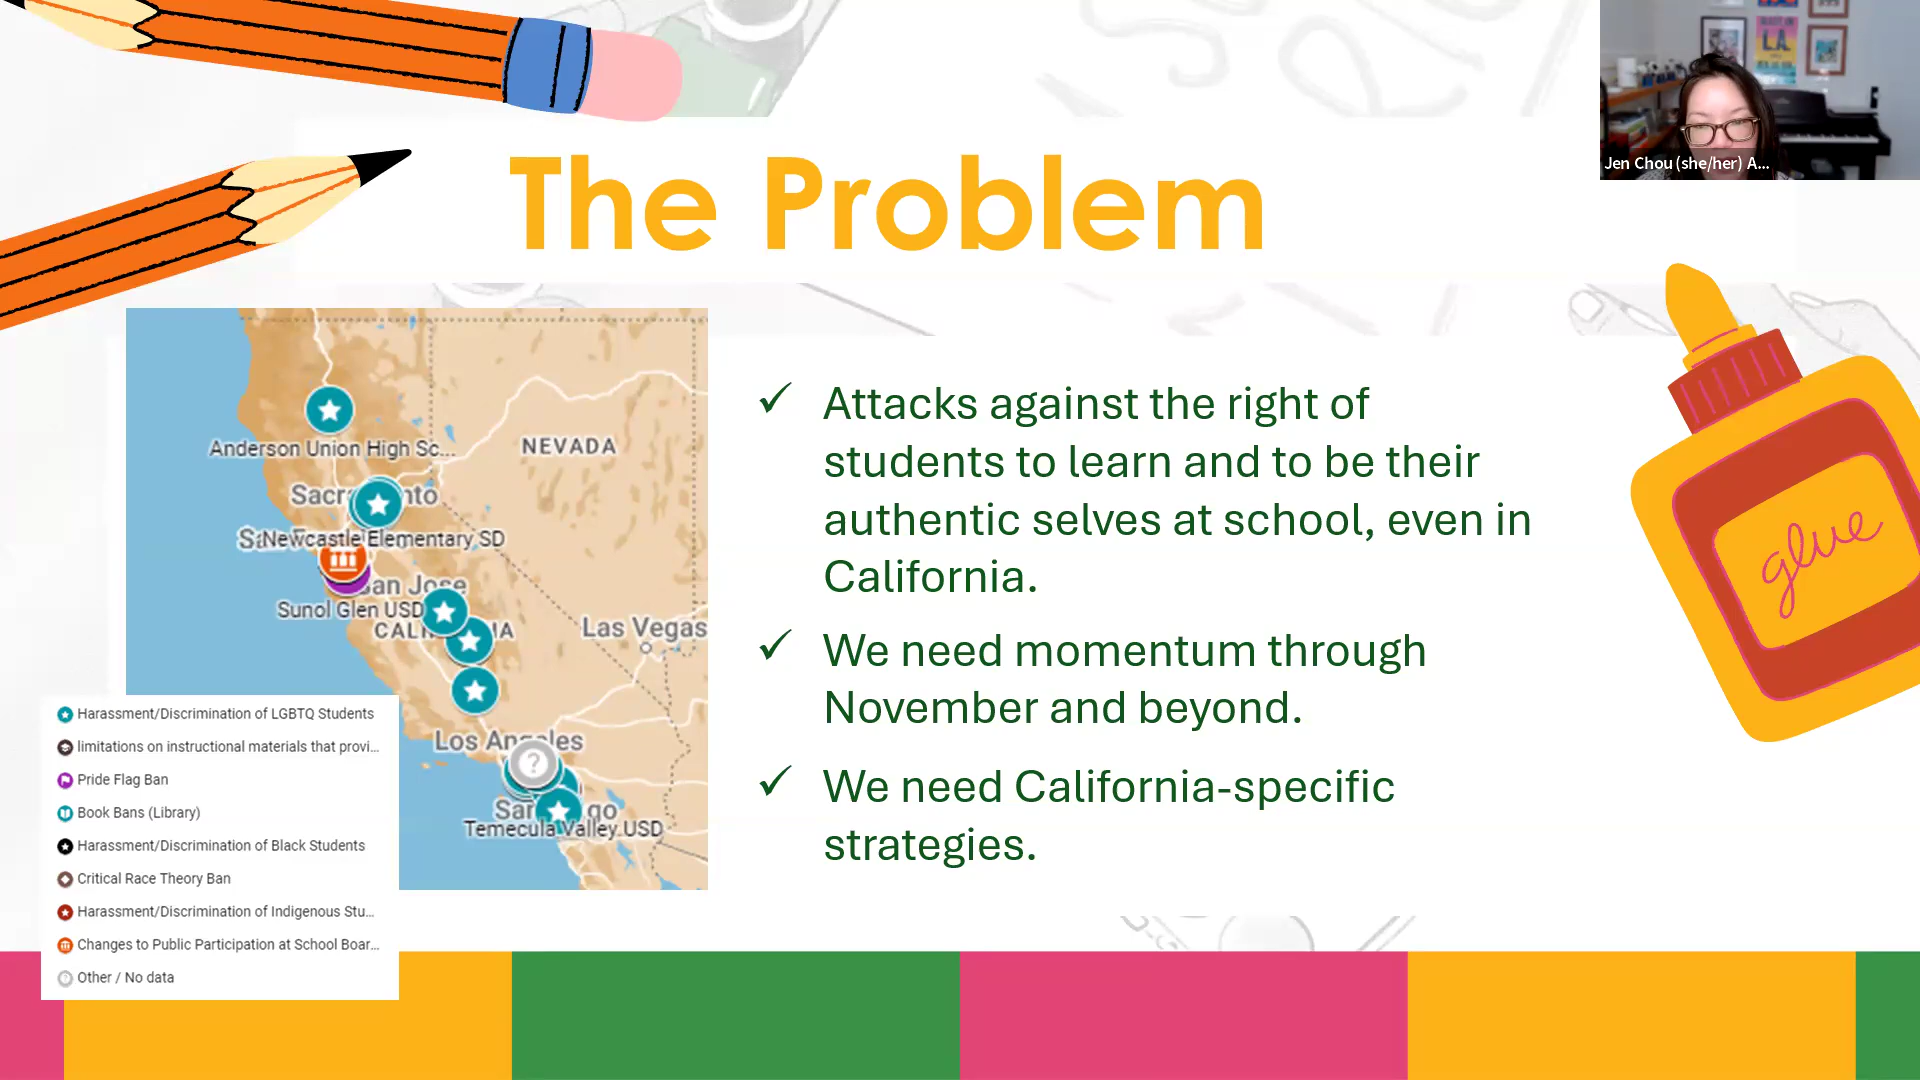 Jen Chou (she/her) A...
The Problem
Attacks against the right of
students to learn and to be their
authentic selves at school, even in
California.
We need momentum through
November and beyond.
We need California-specific
strategies.
glue
NEVADA
Anderson Union High Sc...
Newcastle Elementary SD
San Jose
Sunol Glen USD
Las Vegas
Los Angeles
Temecula Valley USD
Harassment/Discrimination of LGBTQ Students
limitations on instructional materials that provi...
Pride Flag Ban
Book Bans (Library)
Harassment/Discrimination of Black Students
Critical Race Theory Ban
Harassment/Discrimination of Indigenous Stu...
Changes to Public Participation at School Boar...
Other / No data